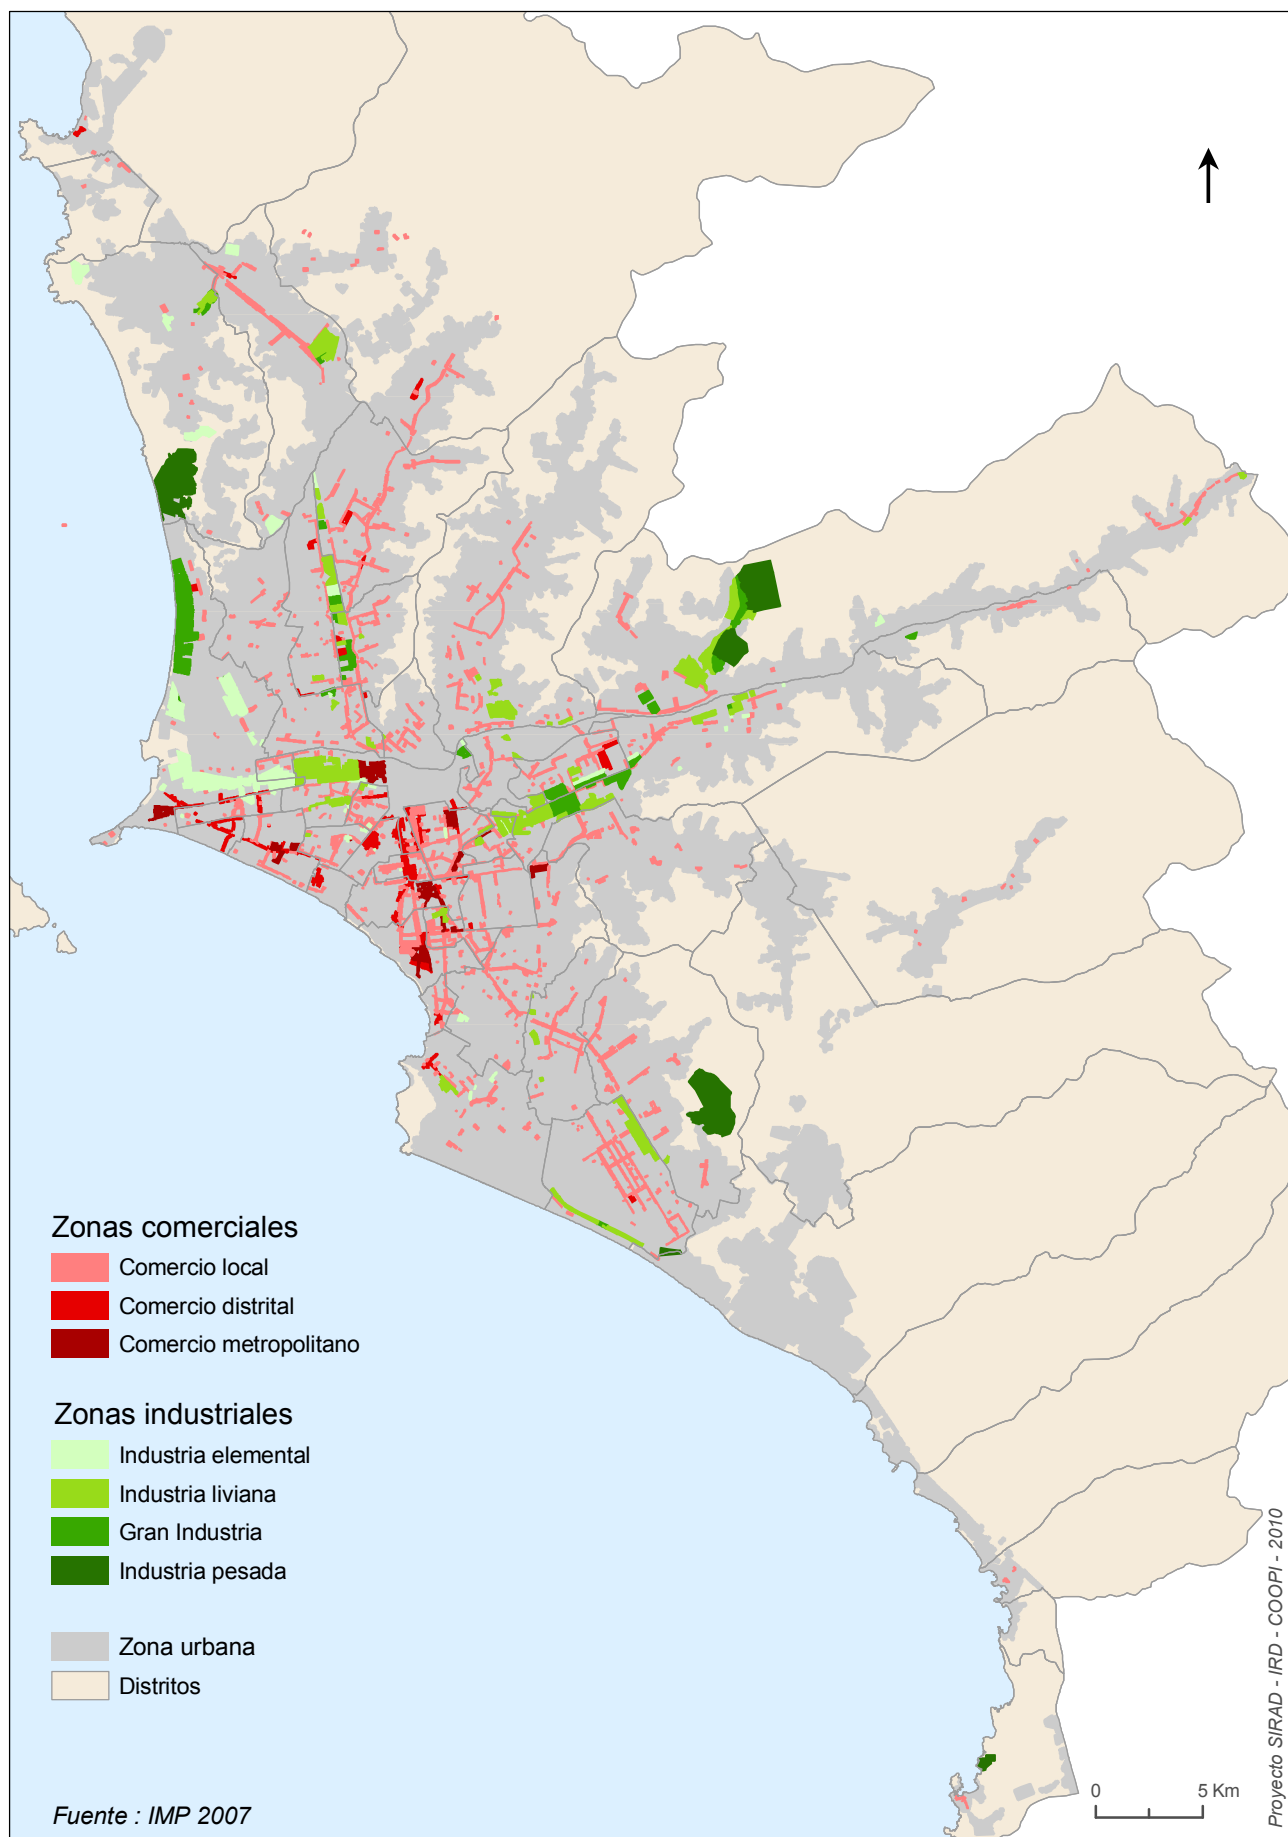 Zonas comerciales
Comercio local
Comercio distrital
Comercio metropolitano
Zonas industriales
Industria elemental
Industria liviana
Gran Industria
Industria pesada
Zona urbana
Distritos
Fuente : IMP 2007
0 5 Km
Proyecto SIRAD - IRD - COOPI - 2010